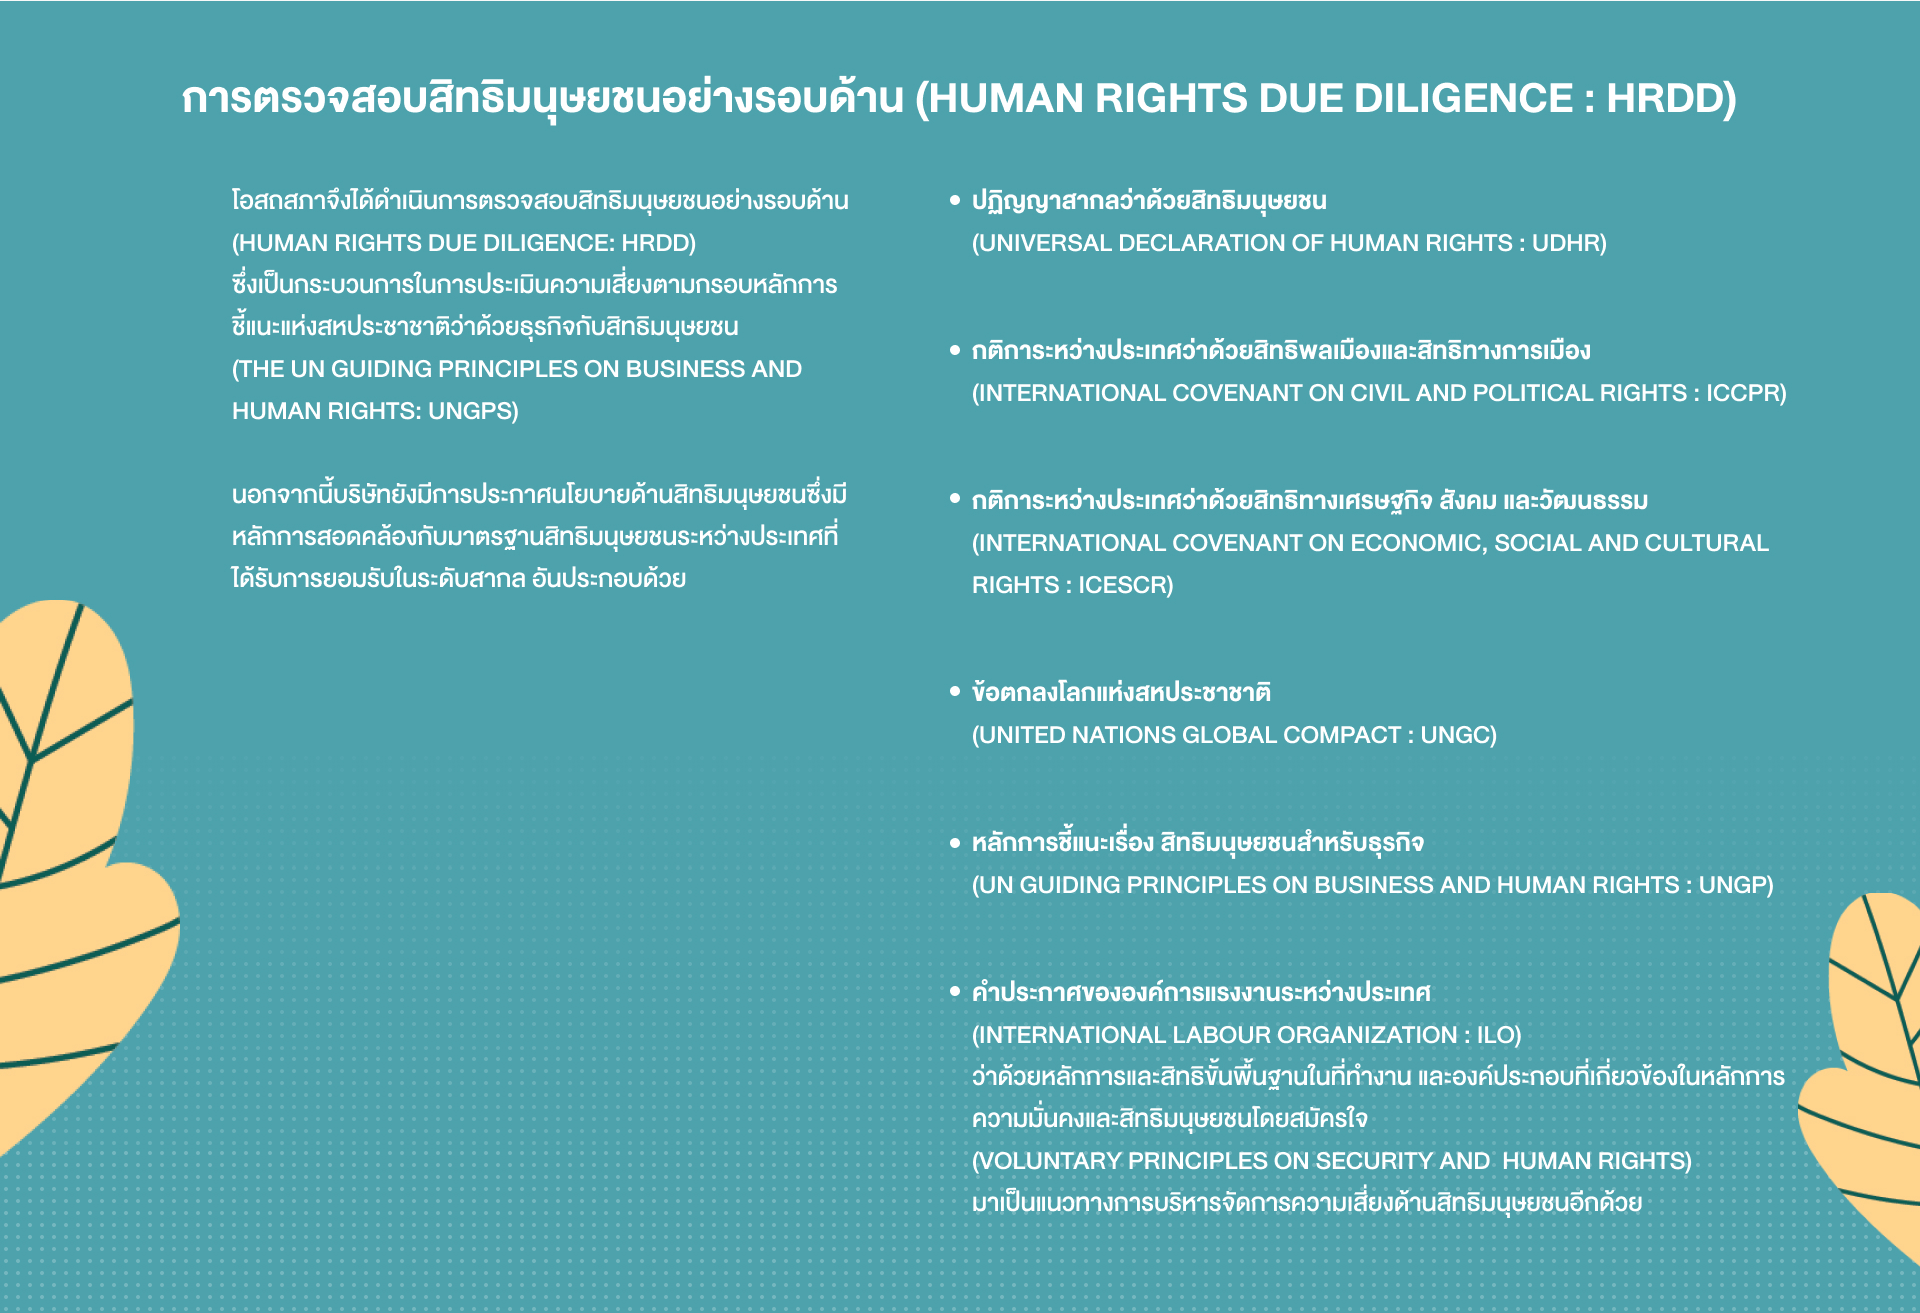 การตรวจสอบสิทธิมนุษยชนอย่างรอบด้าน (HUMAN RIGHTS DUE DILIGENCE : HRDD)
โอสถสภาจึงได้ดำเนินการตรวจสอบสิทธิมนุษยชนอย่างรอบด้าน
(HUMAN RIGHTS DUE DILIGENCE: HRDD)
ซึ่งเป็นกระบวนการในการประเมินความเสี่ยงตามกรอบหลักการ
ชี้แนะแห่งสหประชาชาติว่าด้วยธุรกิจกับสิทธิมนุษยชน
(THE UN GUIDING PRINCIPLES ON BUSINESS AND
HUMAN RIGHTS: UNGPS)
นอกจากนี้บริษัทยังมีการประกาศนโยบายด้านสิทธิมนุษยชนซึ่งมี
หลักการสอดคล้องกับมาตรฐานสิทธิมนุษยชนระหว่างประเทศที่
ได้รับการยอมรับในระดับสากล อันประกอบด้วย
• ปฏิญญาสากลว่าด้วยสิทธิมนุษยชน
(UNIVERSAL DECLARATION OF HUMAN RIGHTS : UDHR)
• กติการะหว่างประเทศว่าด้วยสิทธิพลเมืองและสิทธิทางการเมือง
(INTERNATIONAL COVENANT ON CIVIL AND POLITICAL RIGHTS : ICCPR)
• กติการะหว่างประเทศว่าด้วยสิทธิทางเศรษฐกิจ สังคม และวัฒนธรรม
(INTERNATIONAL COVENANT ON ECONOMIC, SOCIAL AND CULTURAL
RIGHTS : ICESCR)
• ข้อตกลงโลกแห่งสหประชาชาติ
(UNITED NATIONS GLOBAL COMPACT : UNGC)
• หลักการชี้แนะเรื่อง สิทธิมนุษยชนสำหรับธุรกิจ
(UN GUIDING PRINCIPLES ON BUSINESS AND HUMAN RIGHTS : UNGP)
• คำประกาศขององค์การแรงงานระหว่างประเทศ
(INTERNATIONAL LABOUR ORGANIZATION : ILO)
ว่าด้วยหลักการและสิทธิขั้นพื้นฐานในที่ทำงาน และองค์ประกอบที่เกี่ยวข้องในหลักการ
ความมั่นคงและสิทธิมนุษยชนโดยสมัครใจ
(VOLUNTARY PRINCIPLES ON SECURITY AND  HUMAN RIGHTS)
มาเป็นแนวทางการบริหารจัดการความเสี่ยงด้านสิทธิมนุษยชนอีกด้วย